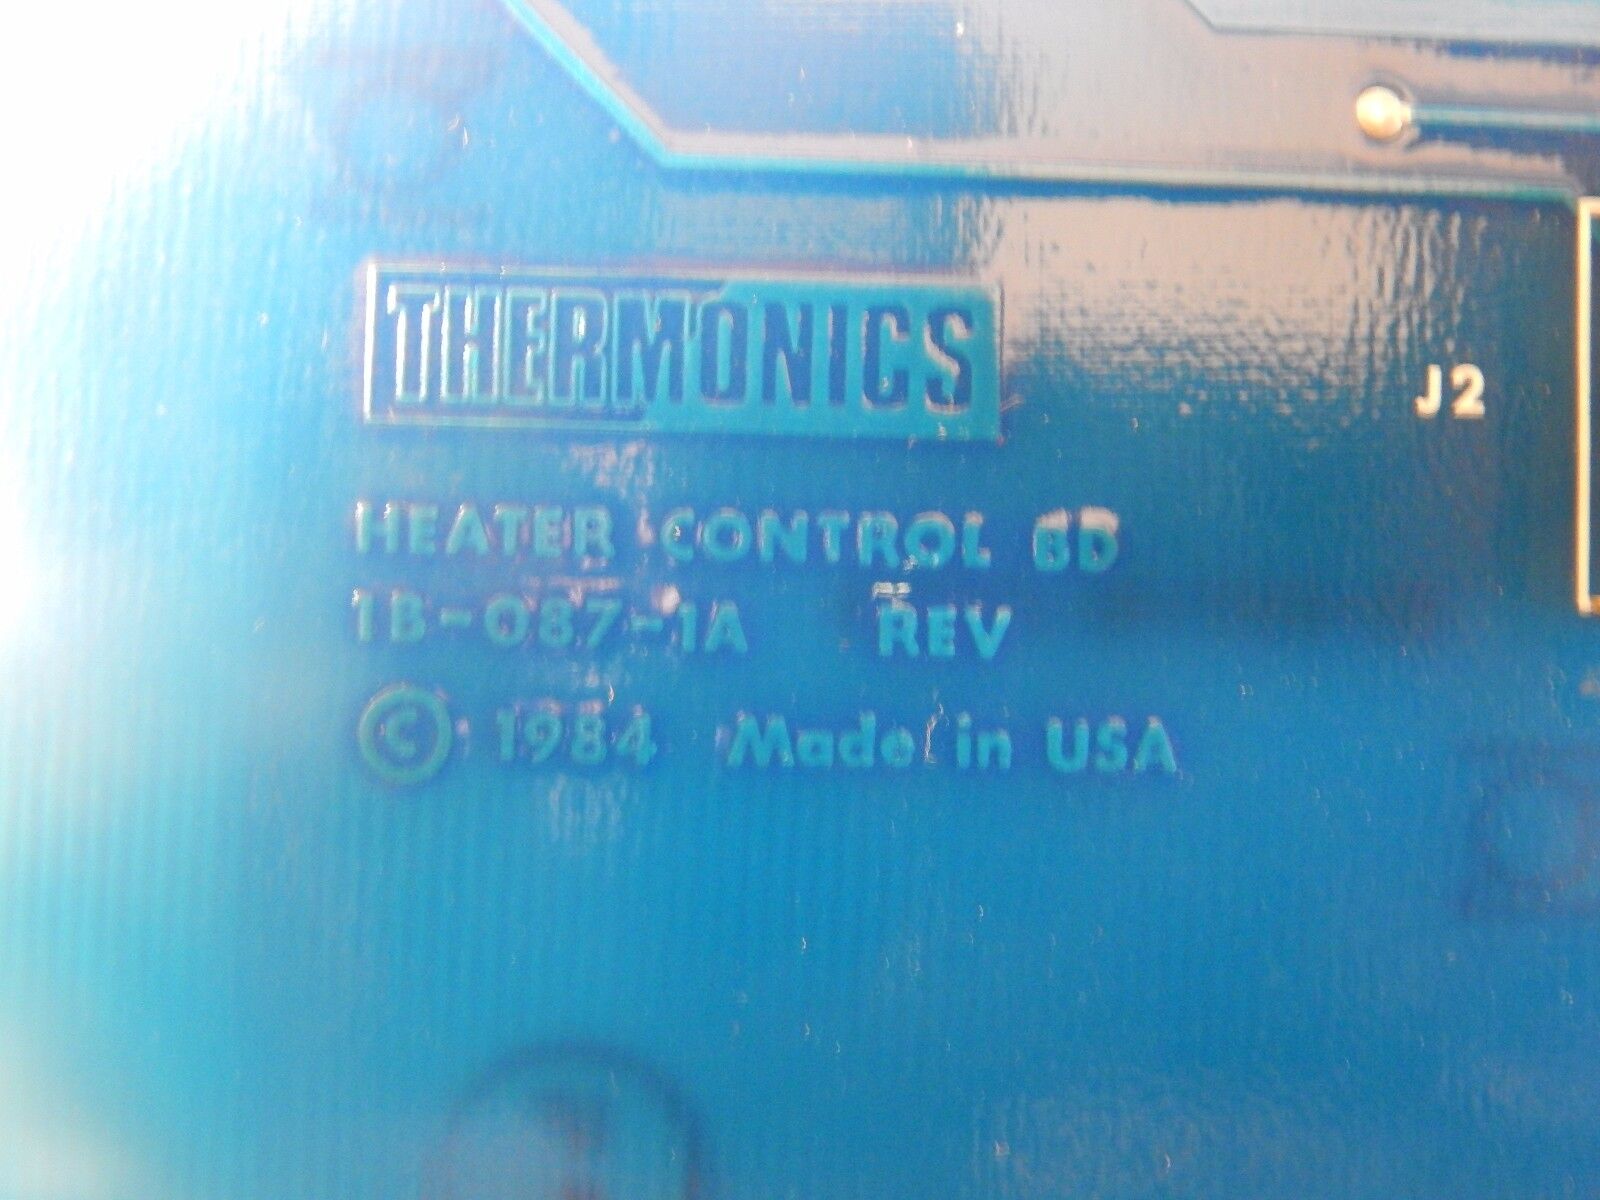 THERMONICS
J2
HEATER CONTROL BD
1B-087-1A REV
© 1984 Made in USA